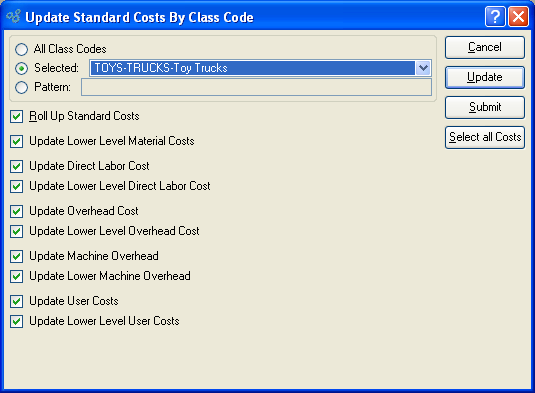 Update Standard Costs By Class Code
?
All Class Codes
Selected: TOYS-TRUCKS-Toy Trucks
Pattern:
Cancel
Update
Submit
Select all Costs
Roll Up Standard Costs
Update Lower Level Material Costs
Update Direct Labor Cost
Update Lower Level Direct Labor Cost
Update Overhead Cost
Update Lower Level Overhead Cost
Update Machine Overhead
Update Lower Machine Overhead
Update User Costs
Update Lower Level User Costs